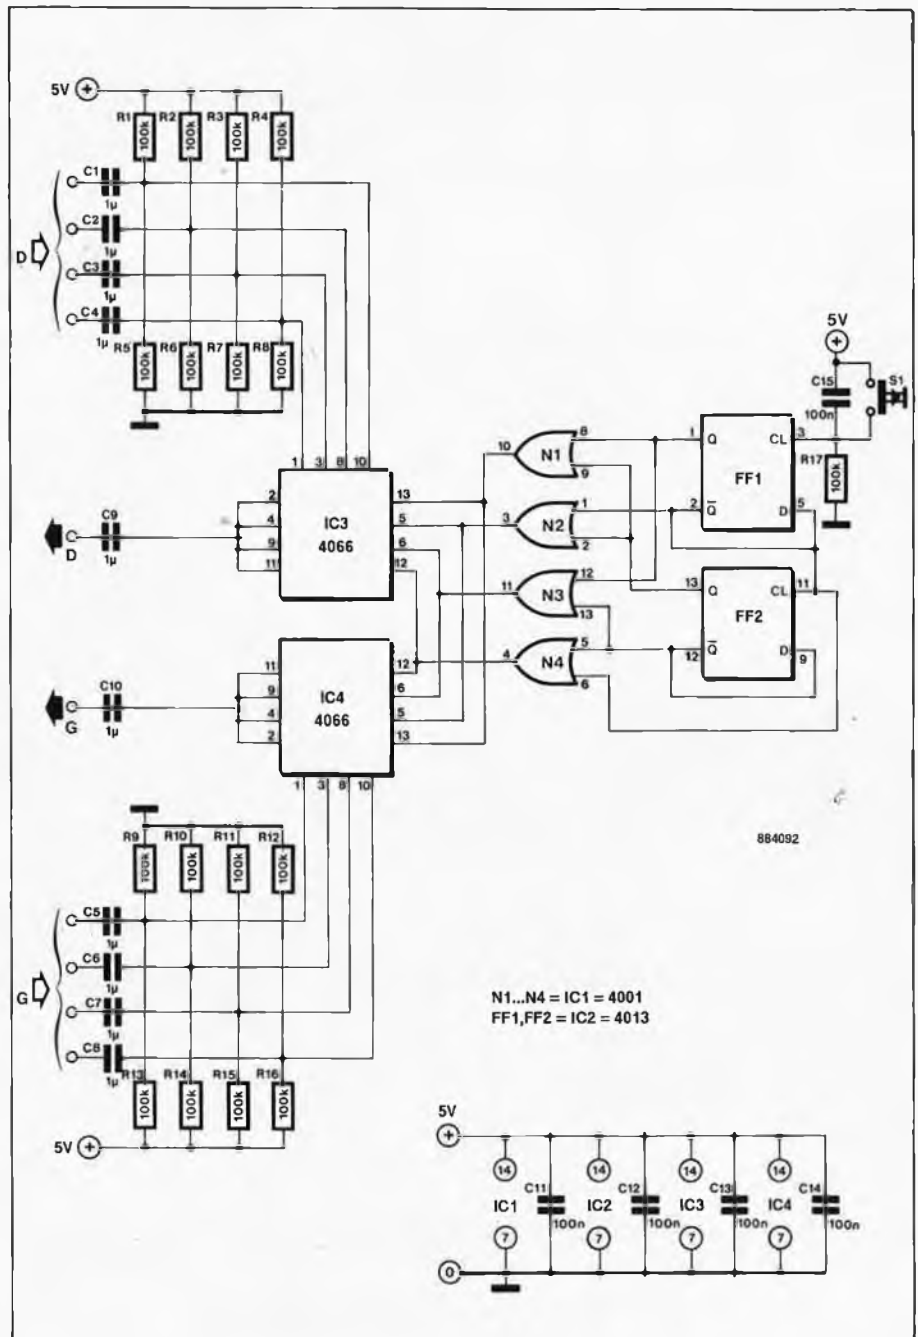 5V +
R1 R2 R3 R4
100k 100k 100k 100k
C1
1µ
C2
1µ
D
C3
1µ
C4
1µ
R5 R6 R7 R8
100k 100k 100k 100k
1 3 8 10
2 13
4 5
9 6
11 12
IC3
4066
C9
1µ
D
11 12
9 6
4 5
2 13
IC4
4066
C10
1µ
G
1 3 8 10
10 N1 8
9
3 N2 1
2
11 N3 12
13
4 N4 5
6
5V
+
C15
100n
S1
R17
100k
1 Q CL 3
FF1
2 Q̅ D 5
13 Q CL 11
FF2
12 Q̅ D 9
884092
R9 R10 R11 R12
100k 100k 100k 100k
C5
1µ
C6
1µ
G
C7
1µ
C8
1µ
R13 R14 R15 R16
100k 100k 100k 100k
5V +
N1...N4 = IC1 = 4001
FF1,FF2 = IC2 = 4013
5V
+
14 14 14 14
IC1 C11 IC2 C12 IC3 C13 IC4 C14
100n 100n 100n 100n
7 7 7 7
0